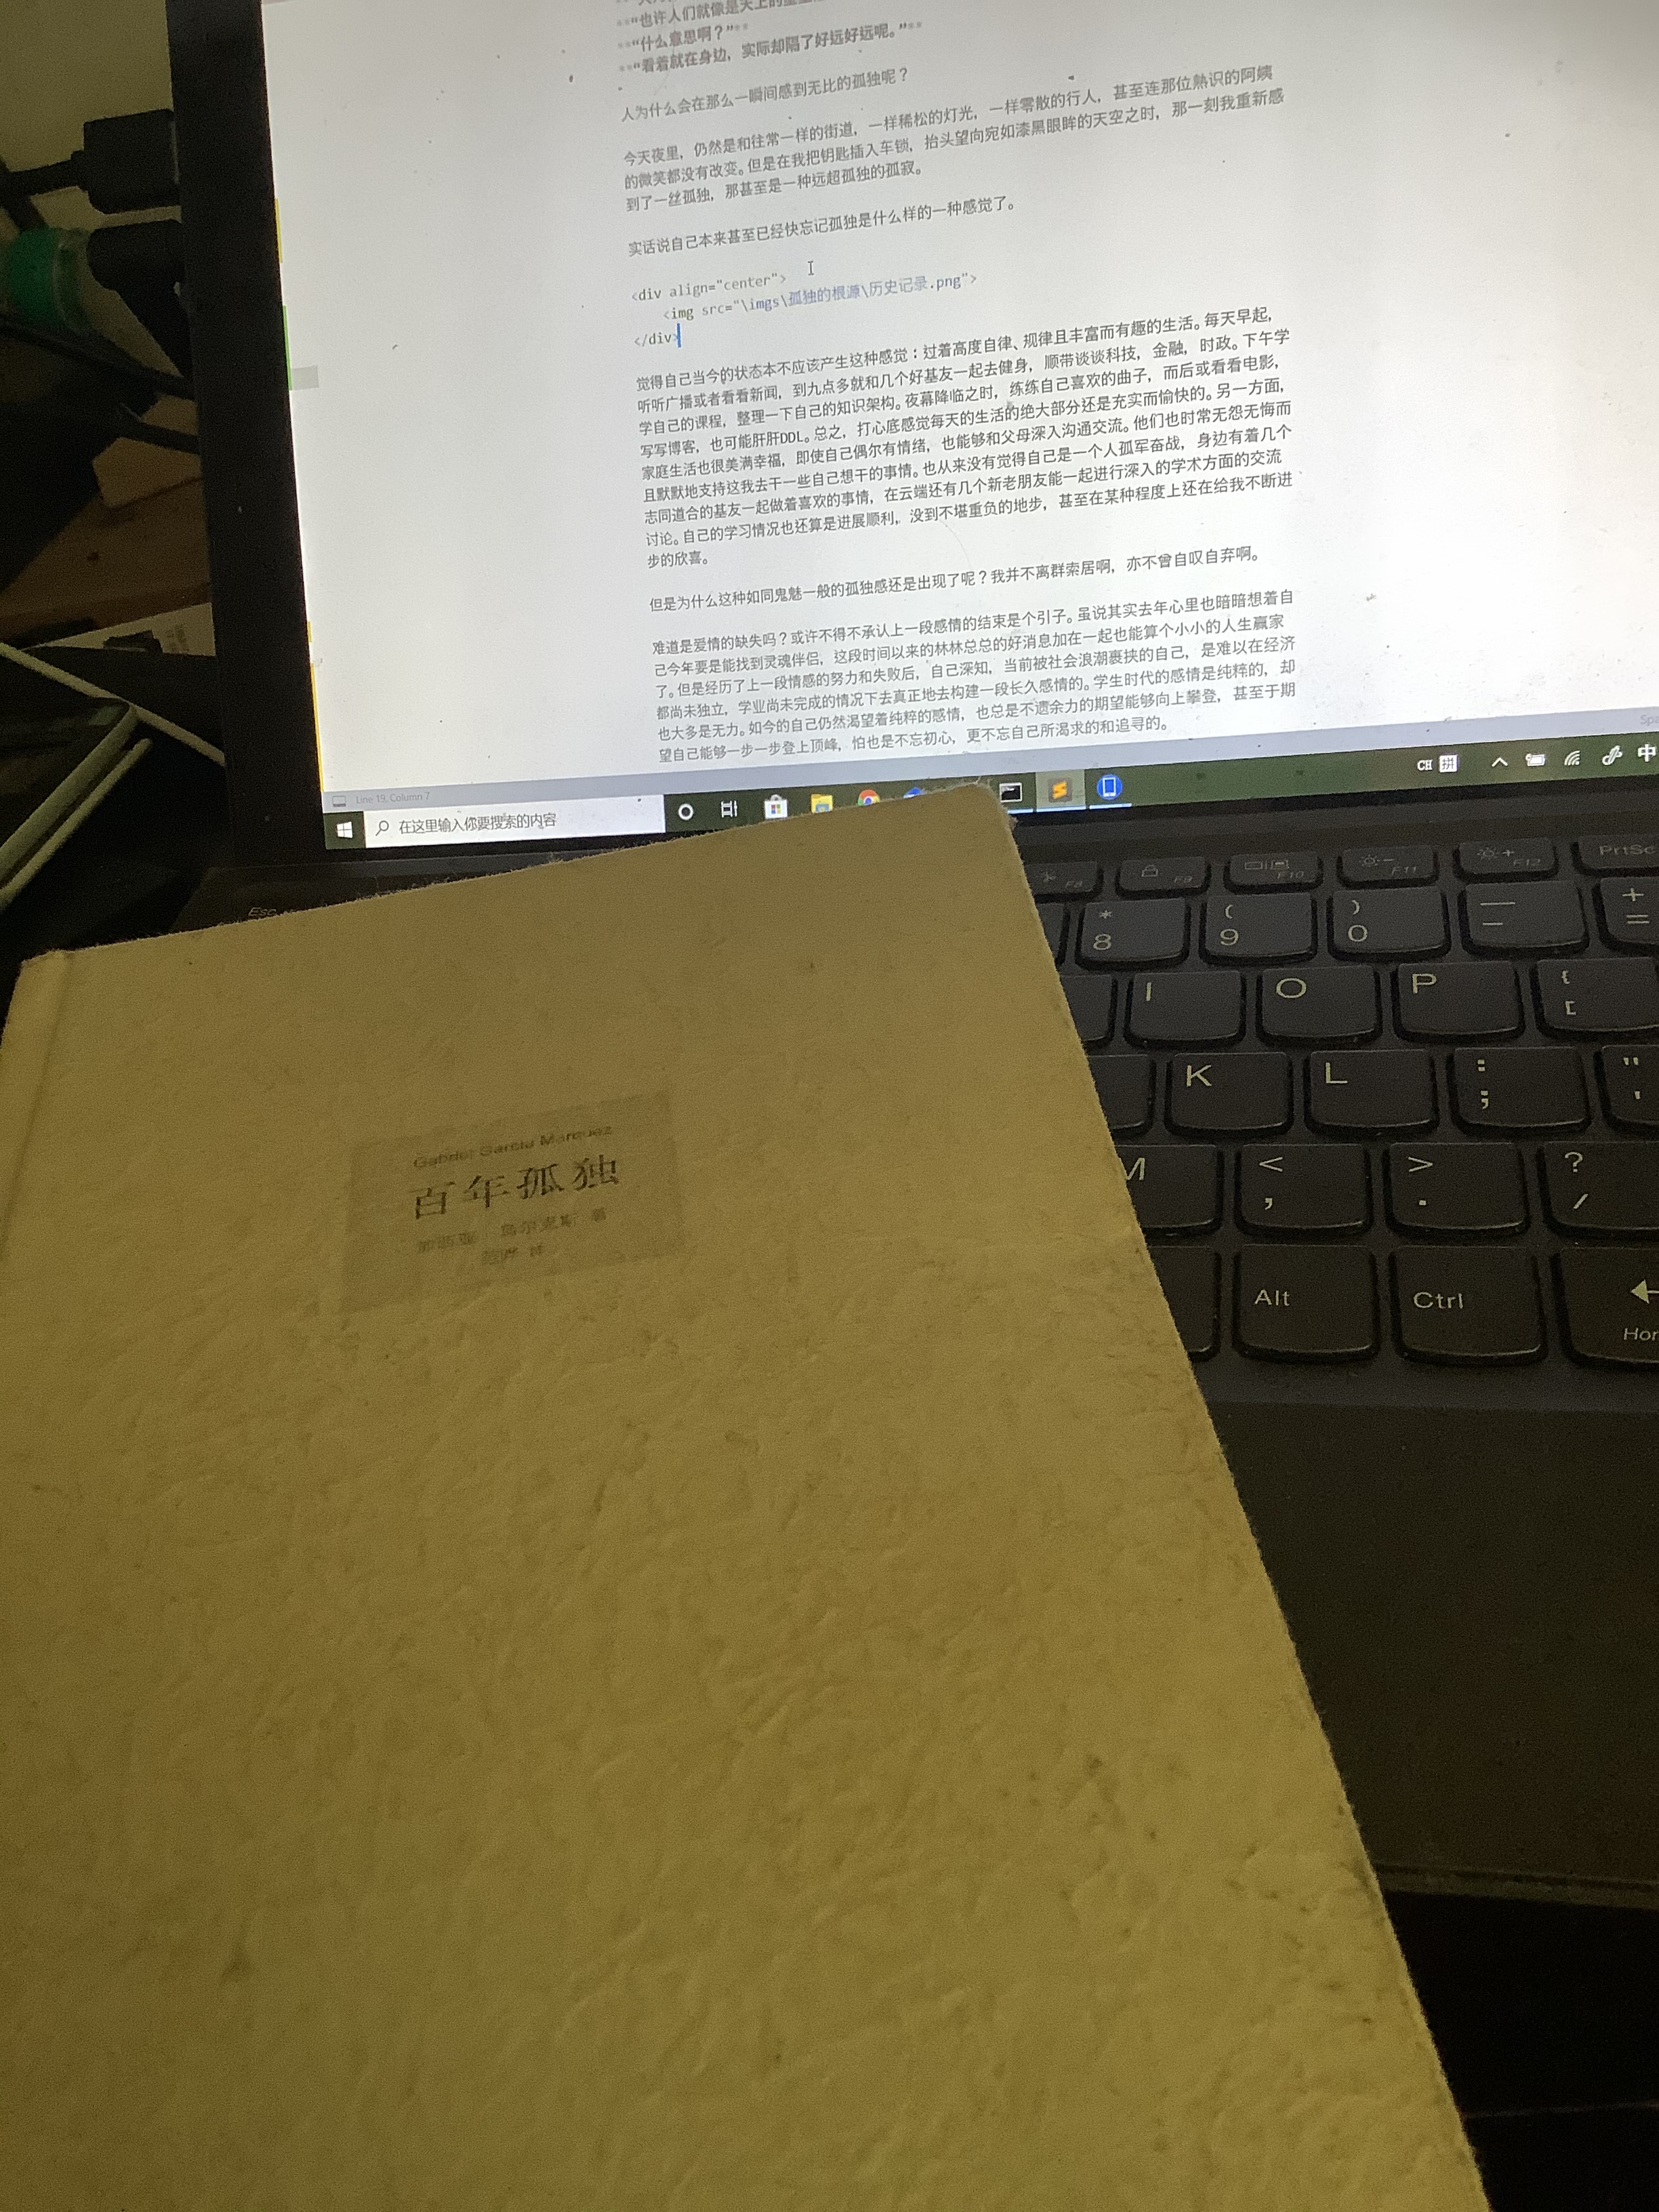 **“也许人们就像是天上的星星
**“什么意思啊？”**
**“看着就在身边，实际却隔了好远好远呢。”**
人为什么会在那么一瞬间感到无比的孤独呢？
今天夜里，仍然是和往常一样的街道，一样稀松的灯光，一样零散的行人，甚至连那位熟识的阿姨
的微笑都没有改变。但是在我把钥匙插入车锁，抬头望向宛如漆黑眼眸的天空之时，那一刻我重新感
到了一丝孤独，那甚至是一种远超孤独的孤寂。
实话说自己本来甚至已经快忘记孤独是什么样的一种感觉了。
<div align="center">
<img src="\imgs\孤独的根源\历史记录.png">
</div>
觉得自己当今的状态本不应该产生这种感觉：过着高度自律、规律且丰富而有趣的生活。每天早起，
听听广播或者看看新闻，到九点多就和几个好基友一起去健身，顺带谈谈科技，金融，时政。下午学
学自己的课程，整理一下自己的知识架构。夜幕降临之时，练练自己喜欢的曲子，而后或看看电影，
写写博客，也可能肝肝DDL。总之，打心底感觉每天的生活的绝大部分还是充实而愉快的。另一方面，
家庭生活也很美满幸福，即使自己偶尔有情绪，也能够和父母深入沟通交流。他们也时常无怨无悔而
且默默地支持这我去干一些自己想干的事情。也从来没有觉得自己是一个人孤军奋战，身边有着几个
志同道合的基友一起做着喜欢的事情，在云端还有几个新老朋友能一起进行深入的学术方面的交流
讨论。自己的学习情况也还算是进展顺利，没到不堪重负的地步，甚至在某种程度上还在给我不断进
步的欣喜。
但是为什么这种如同鬼魅一般的孤独感还是出现了呢？我并不离群索居啊，亦不曾自叹自弃啊。
难道是爱情的缺失吗？或许不得不承认上一段感情的结束是个引子。虽说其实去年心里也暗暗想着自
己今年要是能找到灵魂伴侣，这段时间以来的林林总总的好消息加在一起也能算个小小的人生赢家
了。但是经历了上一段情感的努力和失败后，自己深知，当前被社会浪潮裹挟的自己，是难以在经济
都尚未独立，学业尚未完成的情况下去真正地去构建一段长久感情的。学生时代的感情是纯粹的，却
也大多是无力。如今的自己仍然渴望着纯粹的感情，也总是不遗余力的期望能够向上攀登，甚至于期
望自己能够一步一步登上顶峰，怕也是不忘初心，更不忘自己所渴求的和追寻的。
Line 19, Column 7
Spa
在这里输入你要搜索的内容
CH 拼 中
Esc F8 F9 F10 F11 F12 PrtSc
* 8 ( 9 ) 0 — - + =
I O P { [
K L : ; " '
M < , > . ? /
Alt Ctrl
Gabriel García Márquez
百年孤独
加西亚 马尔克斯 著
范晔 译